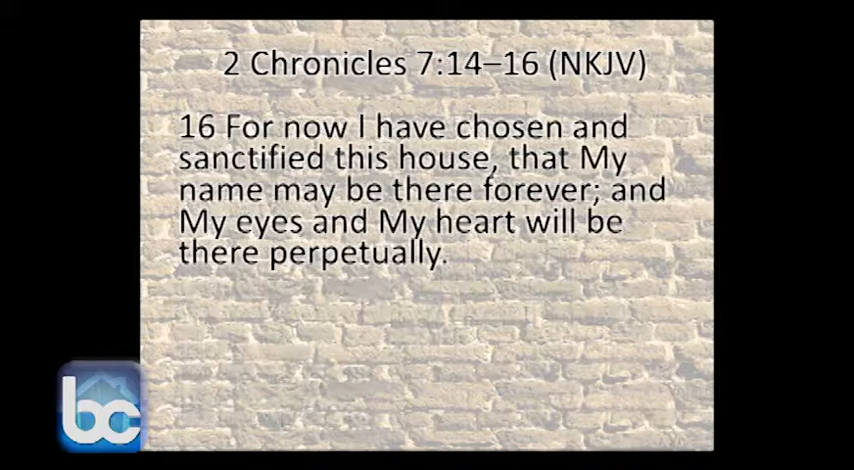 2 Chronicles 7:14–16 (NKJV)
16 For now I have chosen and
sanctified this house, that My
name may be there forever; and
My eyes and My heart will be
there perpetually.
bc